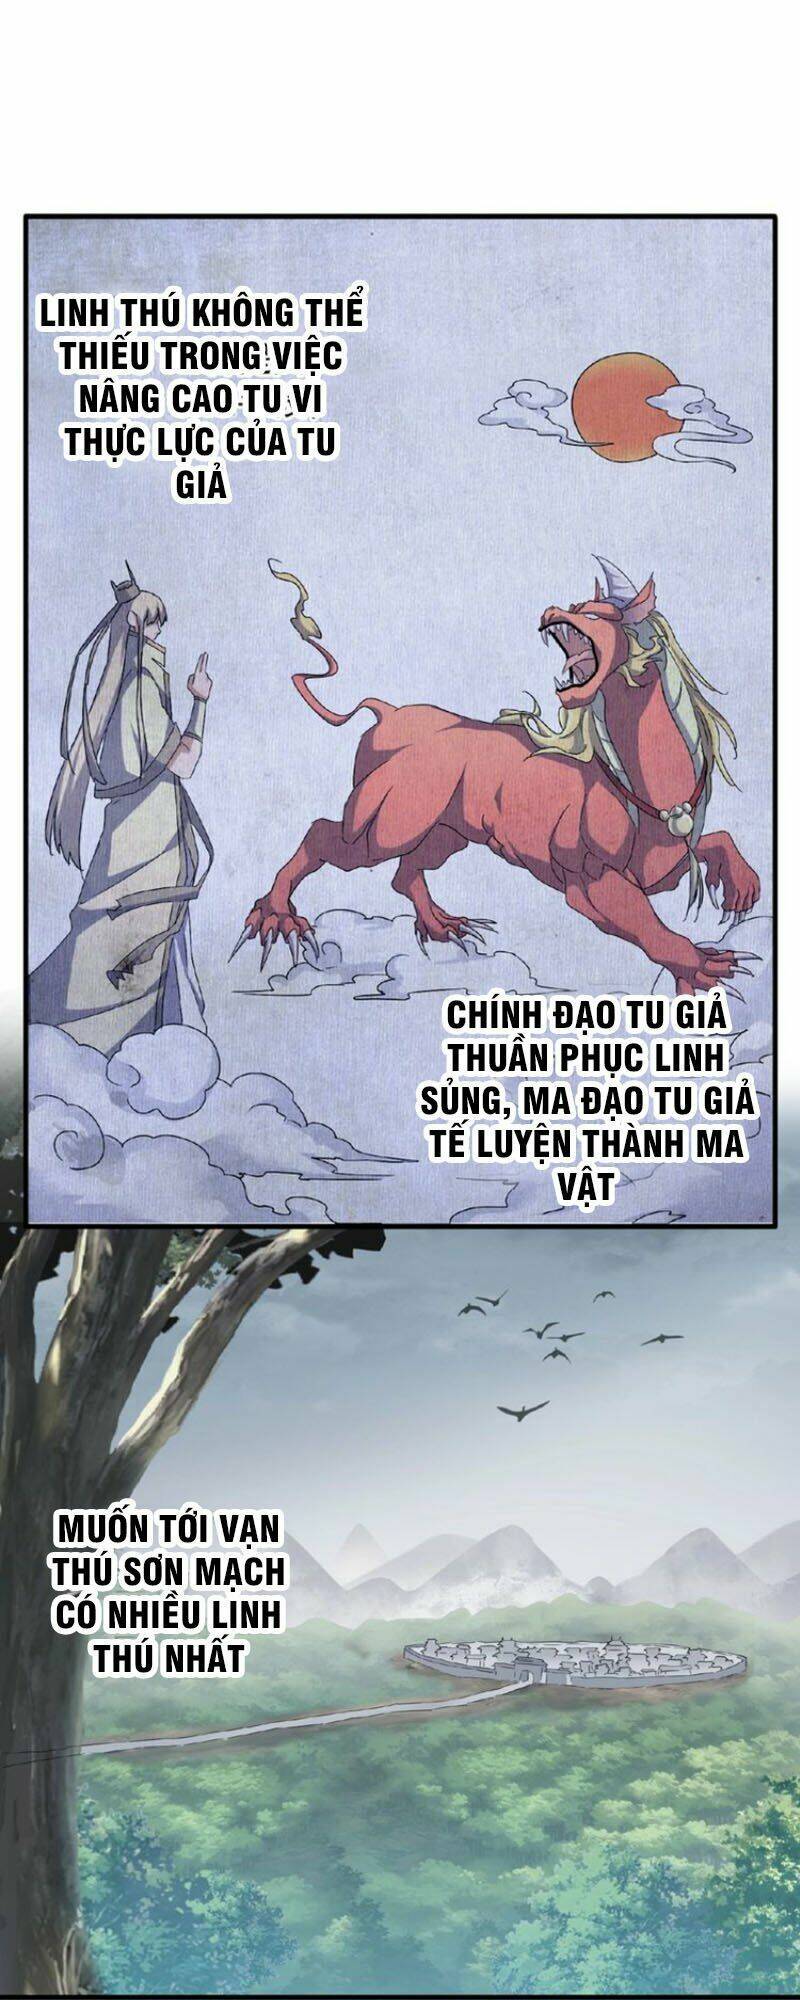 LINH THÚ KHÔNG THỂ
THIẾU TRONG VIỆC
NÂNG CAO TU VI
THỰC LỰC CỦA TU
GIẢ
CHÍNH ĐẠO TU GIẢ
THUẦN PHỤC LINH
SỦNG, MA ĐẠO TU GIẢ
TẾ LUYỆN THÀNH MA
VẬT
MUỐN TỚI VẠN
THÚ SƠN MẠCH
CÓ NHIỀU LINH
THÚ NHẤT